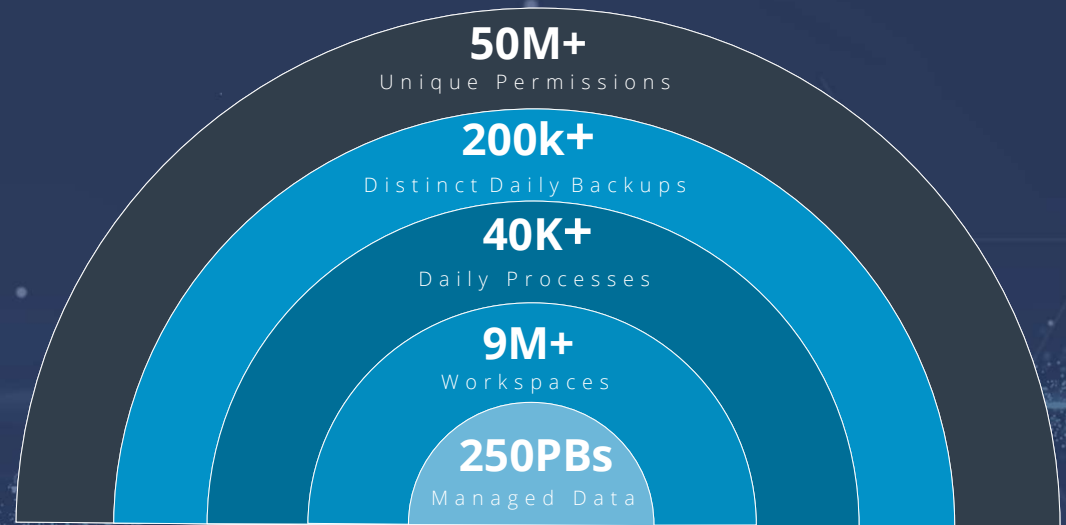 50M+
Unique Permissions
200k+
Distinct Daily Backups
40K+
Daily Processes
9M+
Workspaces
250PBs
Managed Data